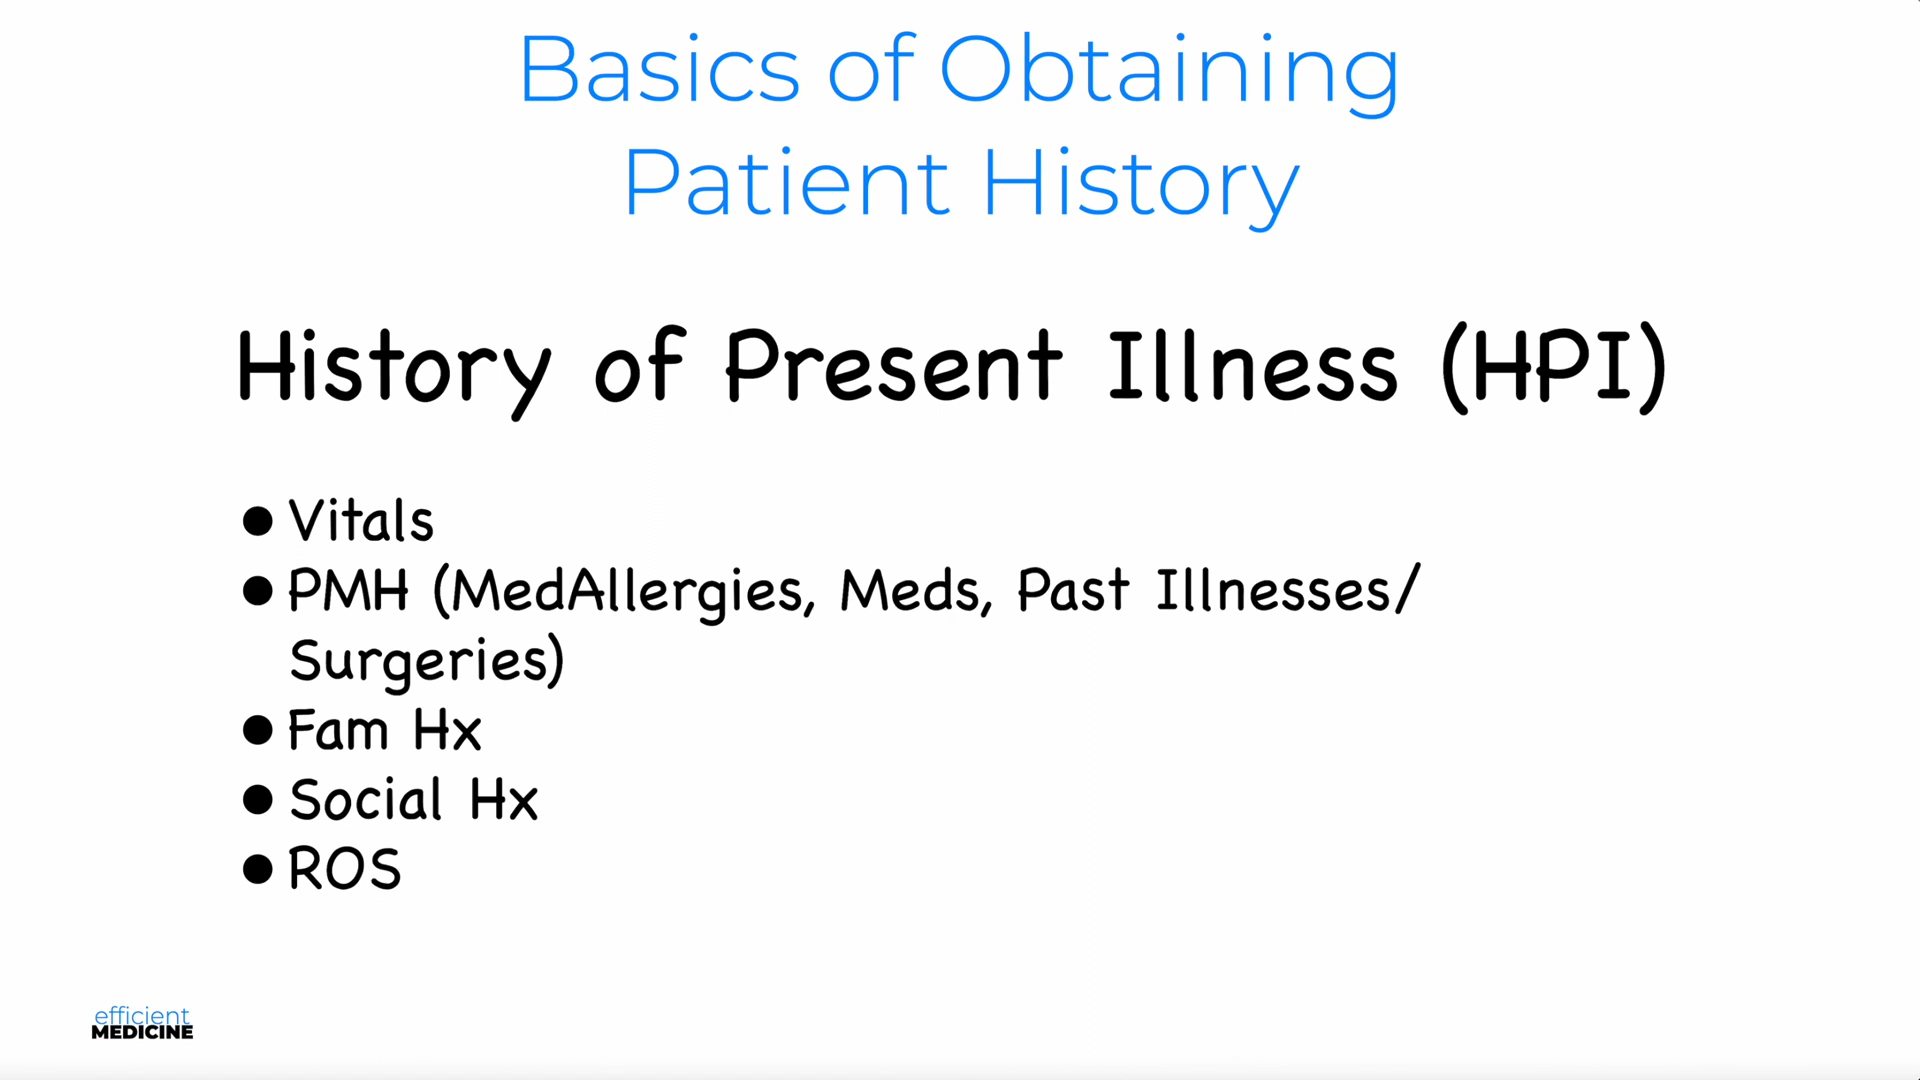 Basics of Obtaining
Patient History
History of Present Illness (HPI)
● Vitals
● PMH (MedAllergies, Meds, Past Illnesses/
Surgeries)
● Fam Hx
● Social Hx
● ROS
efficient
MEDICINE